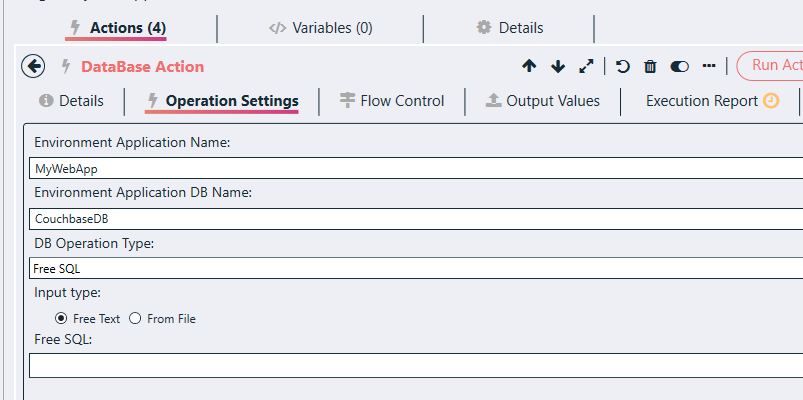 Actions (4) Variables (0) Details
DataBase Action Run Act
Details Operation Settings Flow Control Output Values Execution Report
Environment Application Name:
MyWebApp
Environment Application DB Name:
CouchbaseDB
DB Operation Type:
Free SQL
Input type:
Free Text From File
Free SQL: